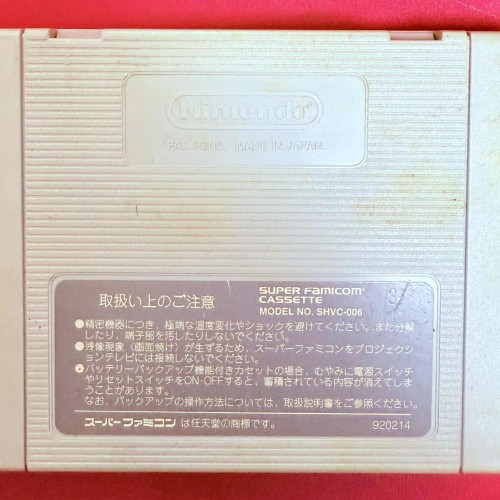 Nintendo
PAT. PEND. MADE IN JAPAN
取扱い上のご注意
SUPER FAMICOM
CASSETTE
MODEL NO. SHVC-006
●精密機器につき、極端な温度変化やショックを避けてください。また分解
したり、端子部を汚したりしないでください。
●残像現象（画面焼け）が生ずるため、スーパーファミコンをプロジェクシ
ョンテレビには接続しないでください。
●バッテリーバックアップ機能付きカセットの場合、むやみに電源スイッチ
やリセットスイッチをON・OFFすると、蓄積されている内容が消えてしま
うことがあります。
なお、バックアップの操作方法については、取扱説明書をご参照ください。
スーパーファミコンは任天堂の商標です。
920214